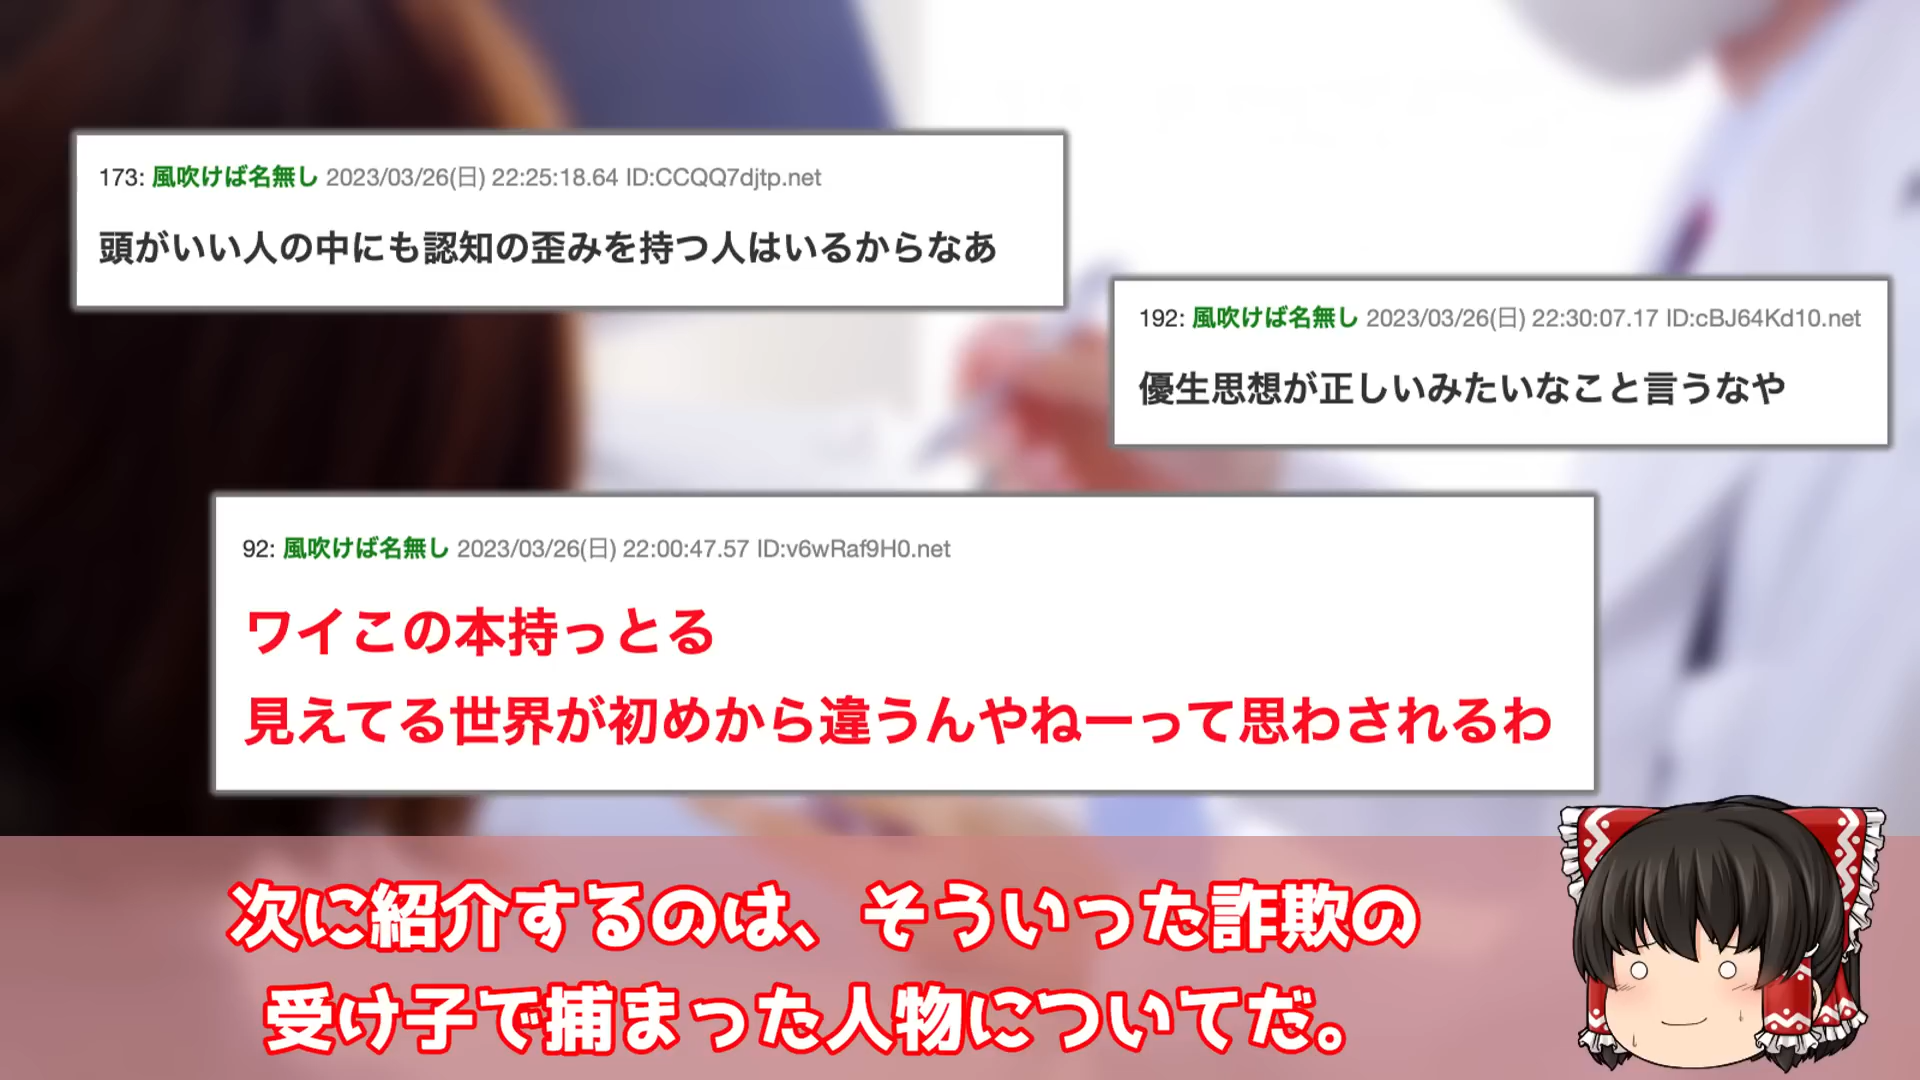 173: 風吹けば名無し 2023/03/26(日) 22:25:18.64 ID:CCQQ7djtp.net
頭がいい人の中にも認知の歪みを持つ人はいるからなあ
192: 風吹けば名無し 2023/03/26(日) 22:30:07.17 ID:cBJ64Kd10.net
優生思想が正しいみたいなこと言うなや
92: 風吹けば名無し 2023/03/26(日) 22:00:47.57 ID:v6wRaf9H0.net
ワイこの本持っとる
見えてる世界が初めから違うんやねーって思わされるわ
次に紹介するのは、そういった詐欺の
受け子で捕まった人物についてだ。